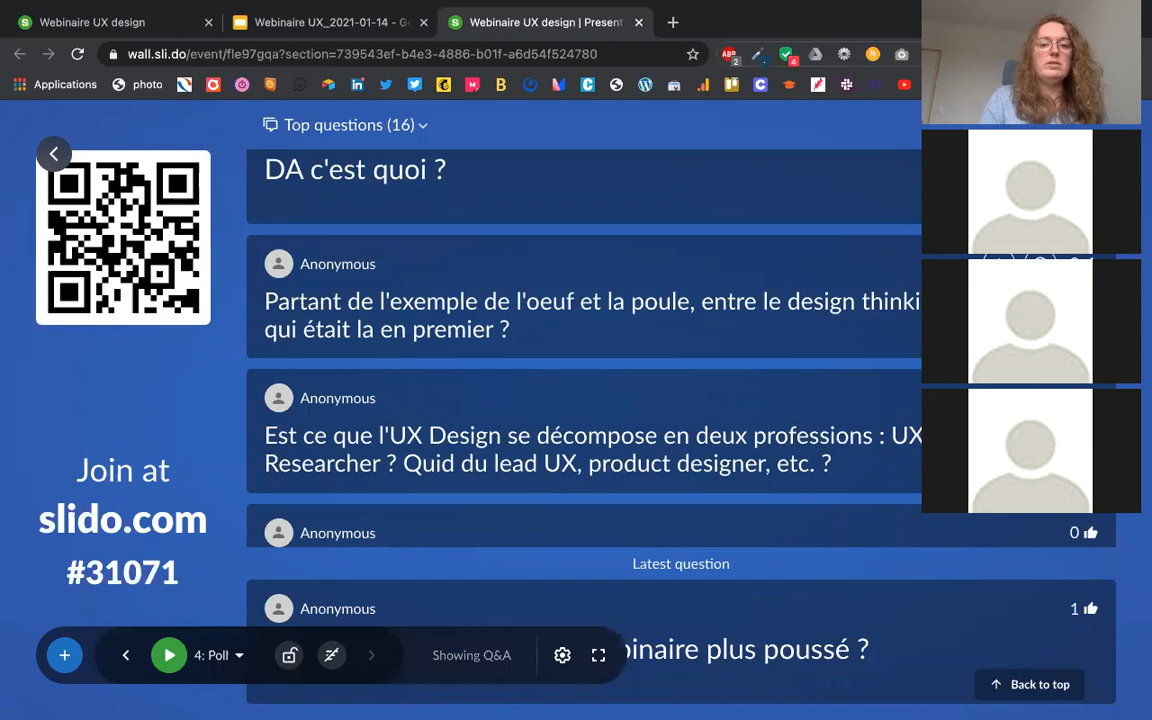 Webinaire UX design
Webinaire UX_2021-01-14 - G
Webinaire UX design | Present
wall.sli.do/event/fle97gqa?section=739543ef-b4e3-4886-b01f-a6d54f524780
ABP
2
4
Applications
photo
Top questions (16)
DA c'est quoi ?
Anonymous
Partant de l'exemple de l'oeuf et la poule, entre le design thinki
qui était la en premier ?
Anonymous
Est ce que l'UX Design se décompose en deux professions : UX
Researcher ? Quid du lead UX, product designer, etc. ?
Anonymous
0
Latest question
Anonymous
1
binaire plus poussé ?
Join at
slido.com
#31071
4: Poll
Showing Q&A
Back to top